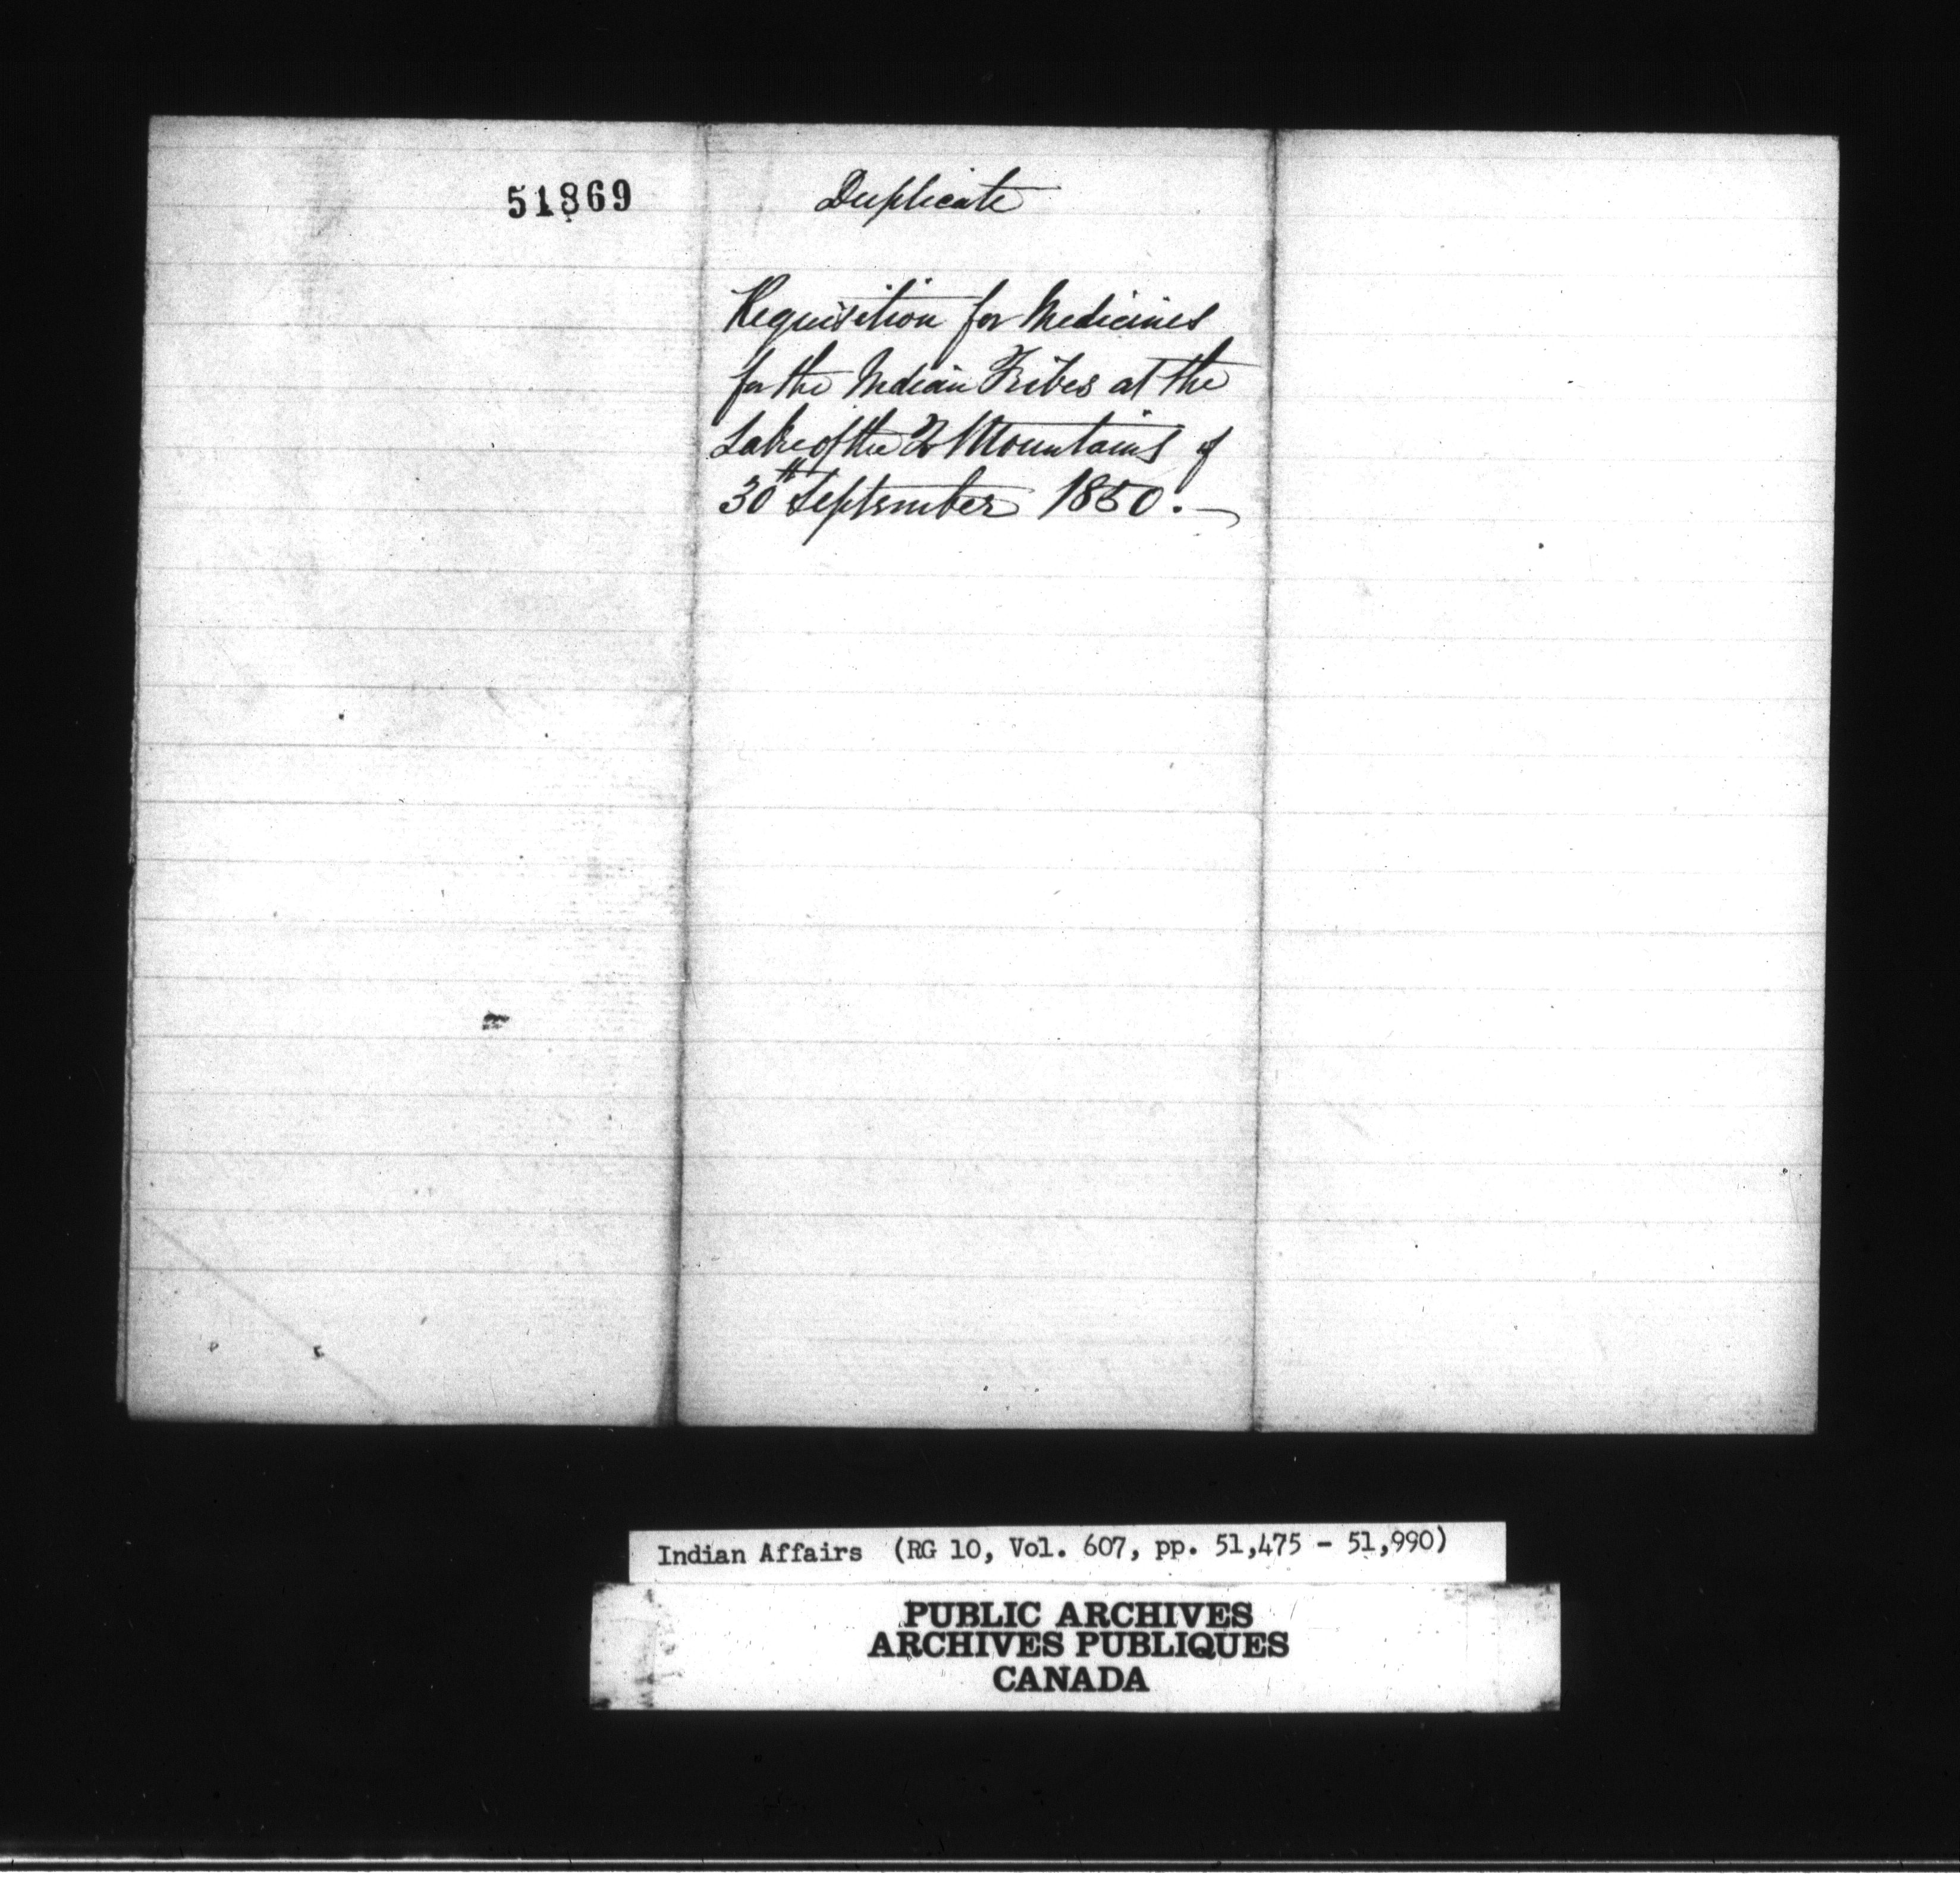 51869
Duplicate
Requisition for Medicines
for the Indian Tribes at the
Lake of the 2 Mountains of
30th September 1850.
Indian Affairs (RG 10, Vol. 607, pp. 51,475 - 51,990)
PUBLIC ARCHIVES
ARCHIVES PUBLIQUES
CANADA